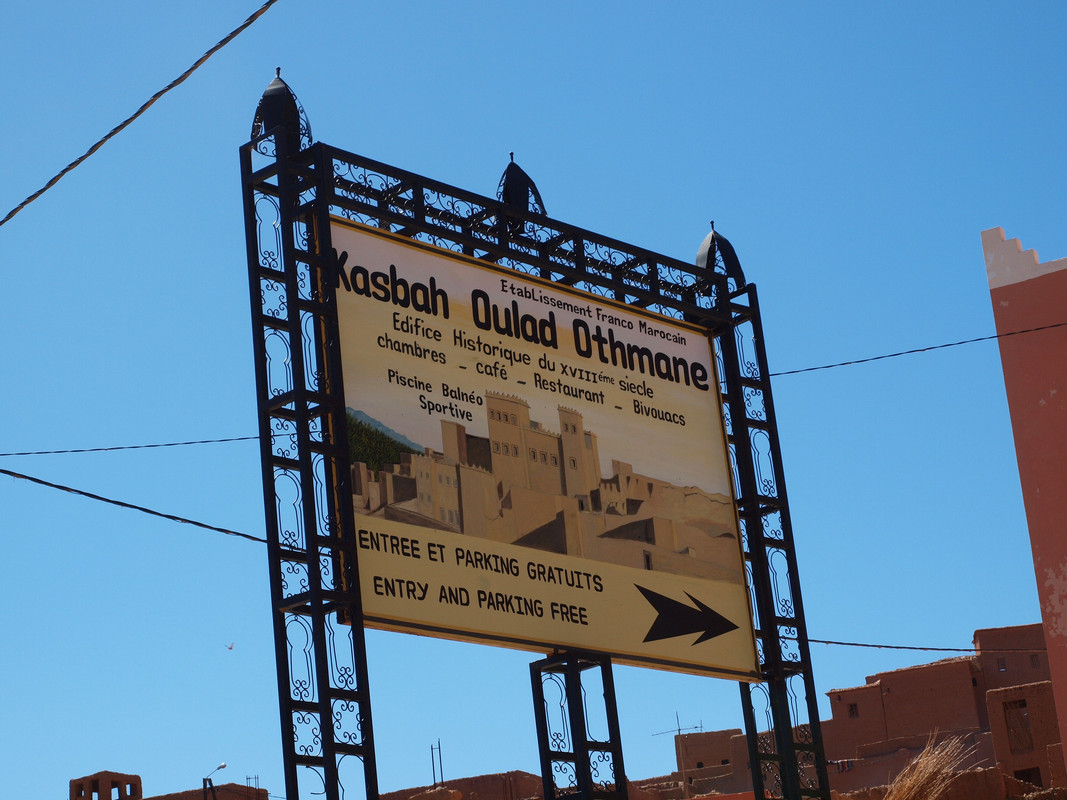 EtabLissement Franco Marocain
Kasbah Oulad Othmane
Edifice Historique du XVIIIéme siecle
chambres - café - Restaurant - Bivouacs
Piscine Balnéo
Sportive
ENTREE ET PARKING GRATUITS
ENTRY AND PARKING FREE